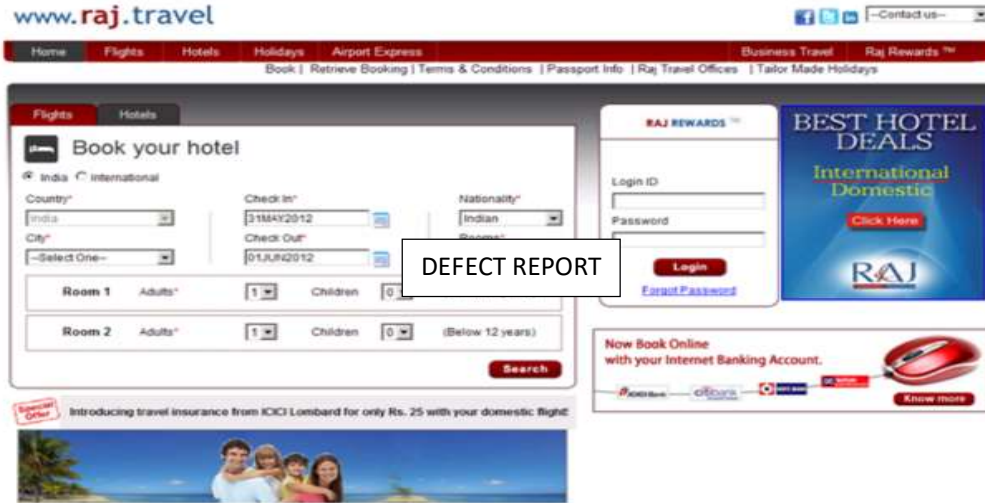 www.raj.travel
--Contact us--
Home Flights Hotels Holidays Airport Express Business Travel Raj Rewards ™
Book | Retrieve Booking | Terms & Conditions | Passport Info | Raj Travel Offices | Tailor Made Holidays
Flights Hotels
Book your hotel
India International
Country* Check In* Nationality*
India 31MAY2012 Indian
City* Check Out* Rooms*
--Select One-- 01JUN2012
DEFECT REPORT
Room 1 Adults* 1 Children 0
Room 2 Adults* 1 Children 0 (Below 12 years)
Search
RAJ REWARDS ™
Login ID
Password
Login
Forgot Password
BEST HOTEL
DEALS
International
Domestic
Click Here
RAJ
Now Book Online
with your Internet Banking Account.
ICICI Bank citibank
Know more
Special
Offer
Introducing travel insurance from ICICI Lombard for only Rs. 25 with your domestic flight